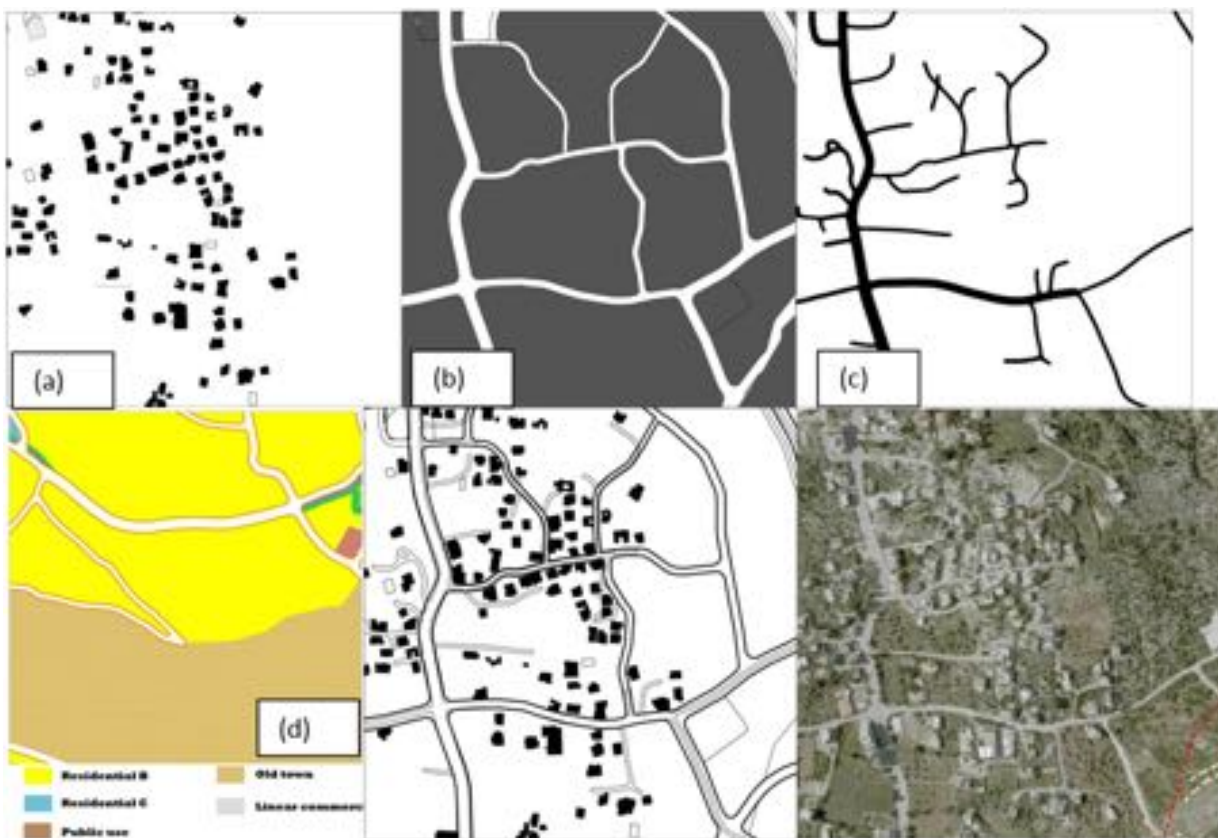 (a)
(b)
(c)
(d)
Residential B
Old town
Residential C
Linear commerc
Public use